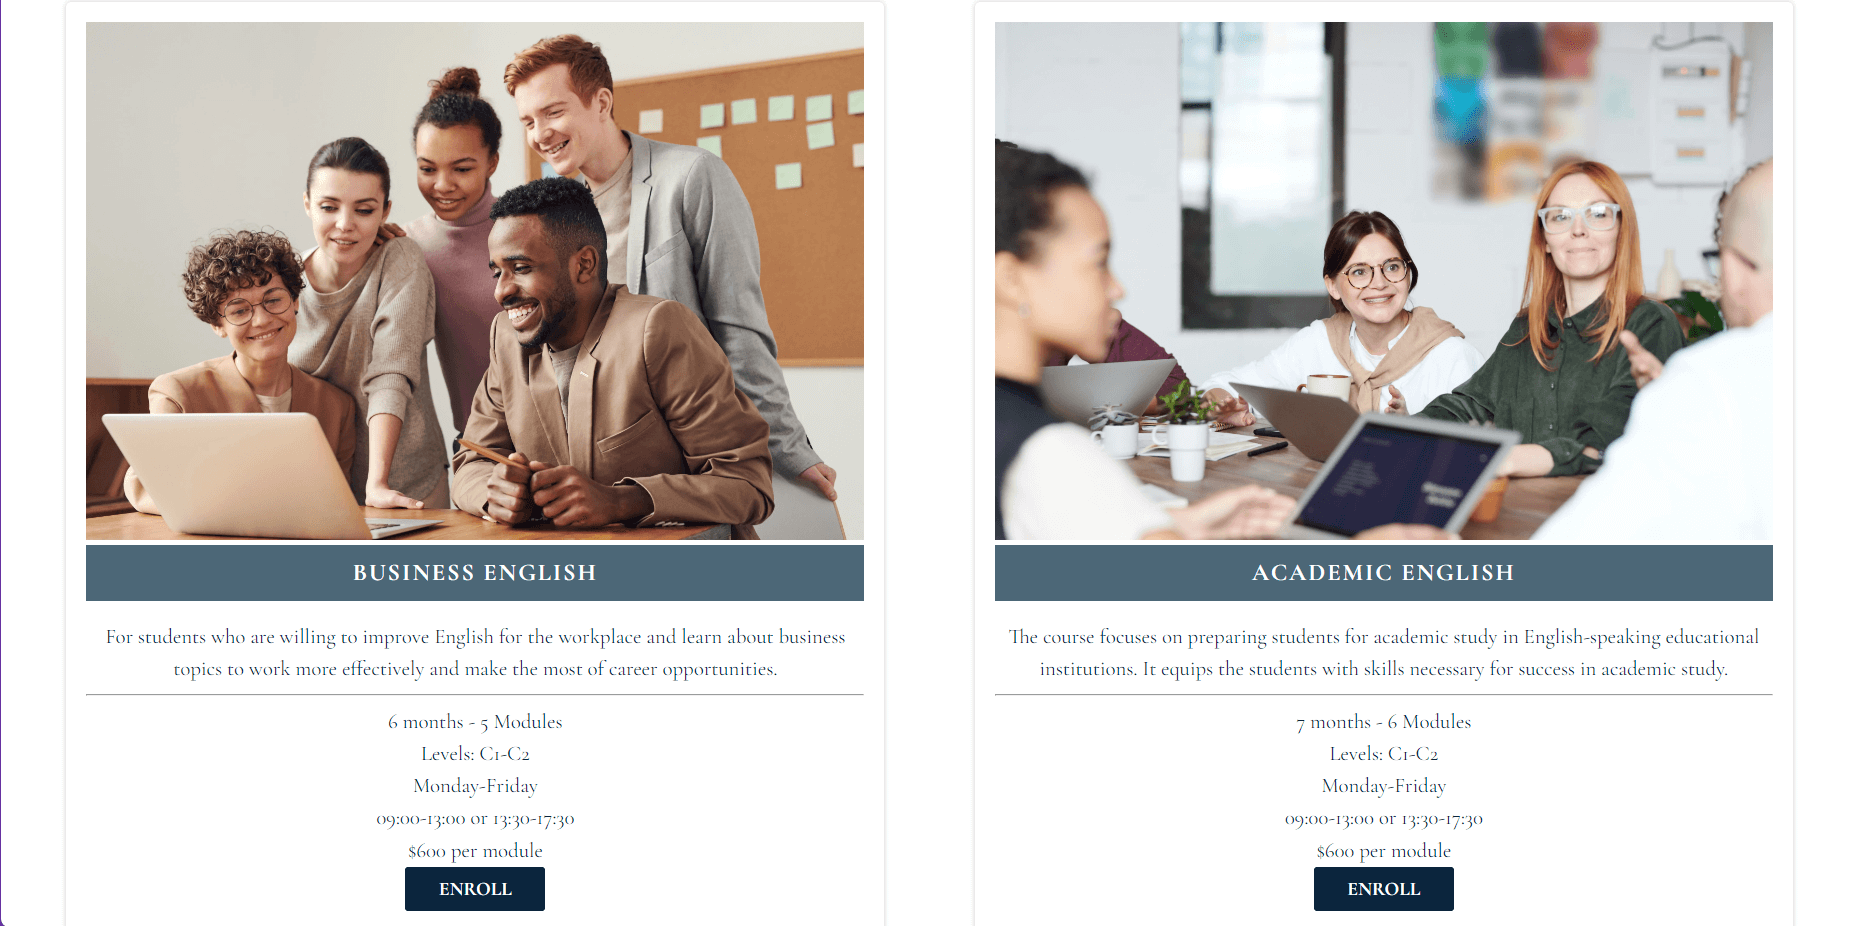 BUSINESS ENGLISH
For students who are willing to improve English for the workplace and learn about business
topics to work more effectively and make the most of career opportunities.
6 months - 5 Modules
Levels: C1-C2
Monday-Friday
09:00-13:00 or 13:30-17:30
$600 per module
ENROLL
ACADEMIC ENGLISH
The course focuses on preparing students for academic study in English-speaking educational
institutions. It equips the students with skills necessary for success in academic study.
7 months - 6 Modules
Levels: C1-C2
Monday-Friday
09:00-13:00 or 13:30-17:30
$600 per module
ENROLL